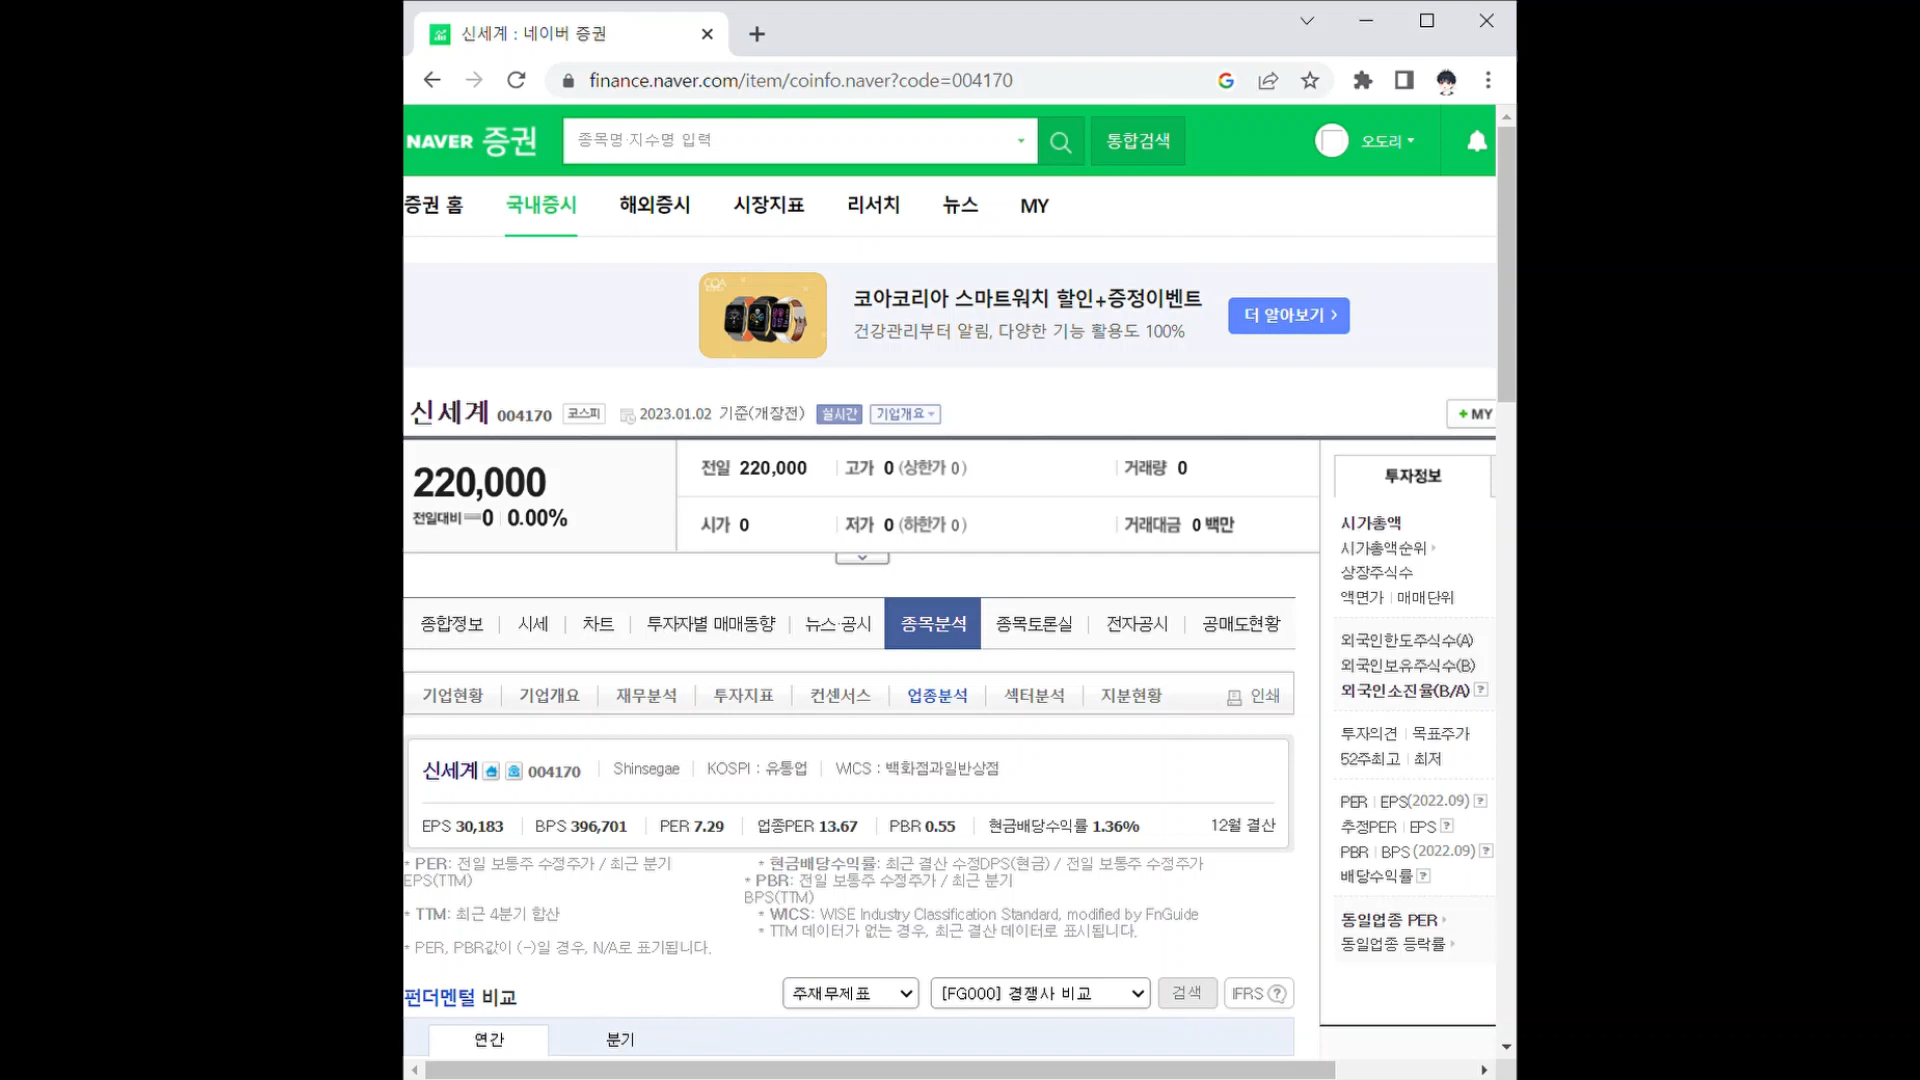 신세계 : 네이버 증권
finance.naver.com/item/coinfo.naver?code=004170
NAVER 증권
종목명·지수명 입력
통합검색
오도리
증권 홈 국내증시 해외증시 시장지표 리서치 뉴스 MY
코아코리아 스마트워치 할인+증정이벤트
건강관리부터 알림, 다양한 기능 활용도 100%
더 알아보기 >
신세계 004170 코스피 2023.01.02 기준(개장전) 실시간 기업개요
+ MY
220,000
전일대비 0 0.00%
전일 220,000 고가 0 (상한가 0) 거래량 0
시가 0 저가 0 (하한가 0) 거래대금 0 백만
종합정보 시세 차트 투자자별 매매동향 뉴스·공시 종목분석 종목토론실 전자공시 공매도현황
기업현황 기업개요 재무분석 투자지표 컨센서스 업종분석 섹터분석 지분현황 인쇄
신세계 004170 Shinsegae KOSPI : 유통업 WICS : 백화점과일반상점
EPS 30,183 BPS 396,701 PER 7.29 업종PER 13.67 PBR 0.55 현금배당수익률 1.36% 12월 결산
* PER: 전일 보통주 수정주가 / 최근 분기
EPS(TTM)
* TTM: 최근 4분기 합산
* PER, PBR값이 (-)일 경우, N/A로 표기됩니다.
* 현금배당수익률: 최근 결산 수정DPS(현금) / 전일 보통주 수정주가
* PBR: 전일 보통주 수정주가 / 최근 분기
BPS(TTM)
* WICS: WISE Industry Classification Standard, modified by FnGuide
* TTM 데이터가 없는 경우, 최근 결산 데이터로 표시됩니다.
펀더멘털 비교
주재무제표 [FG000] 경쟁사 비교 검색 IFRS ?
연간 분기
투자정보
시가총액
시가총액순위
상장주식수
액면가 매매단위
외국인한도주식수(A)
외국인보유주식수(B)
외국인소진율(B/A) ?
투자의견 목표주가
52주최고 최저
PER EPS(2022.09) ?
추정PER EPS ?
PBR BPS (2022.09) ?
배당수익률 ?
동일업종 PER
동일업종 등락률